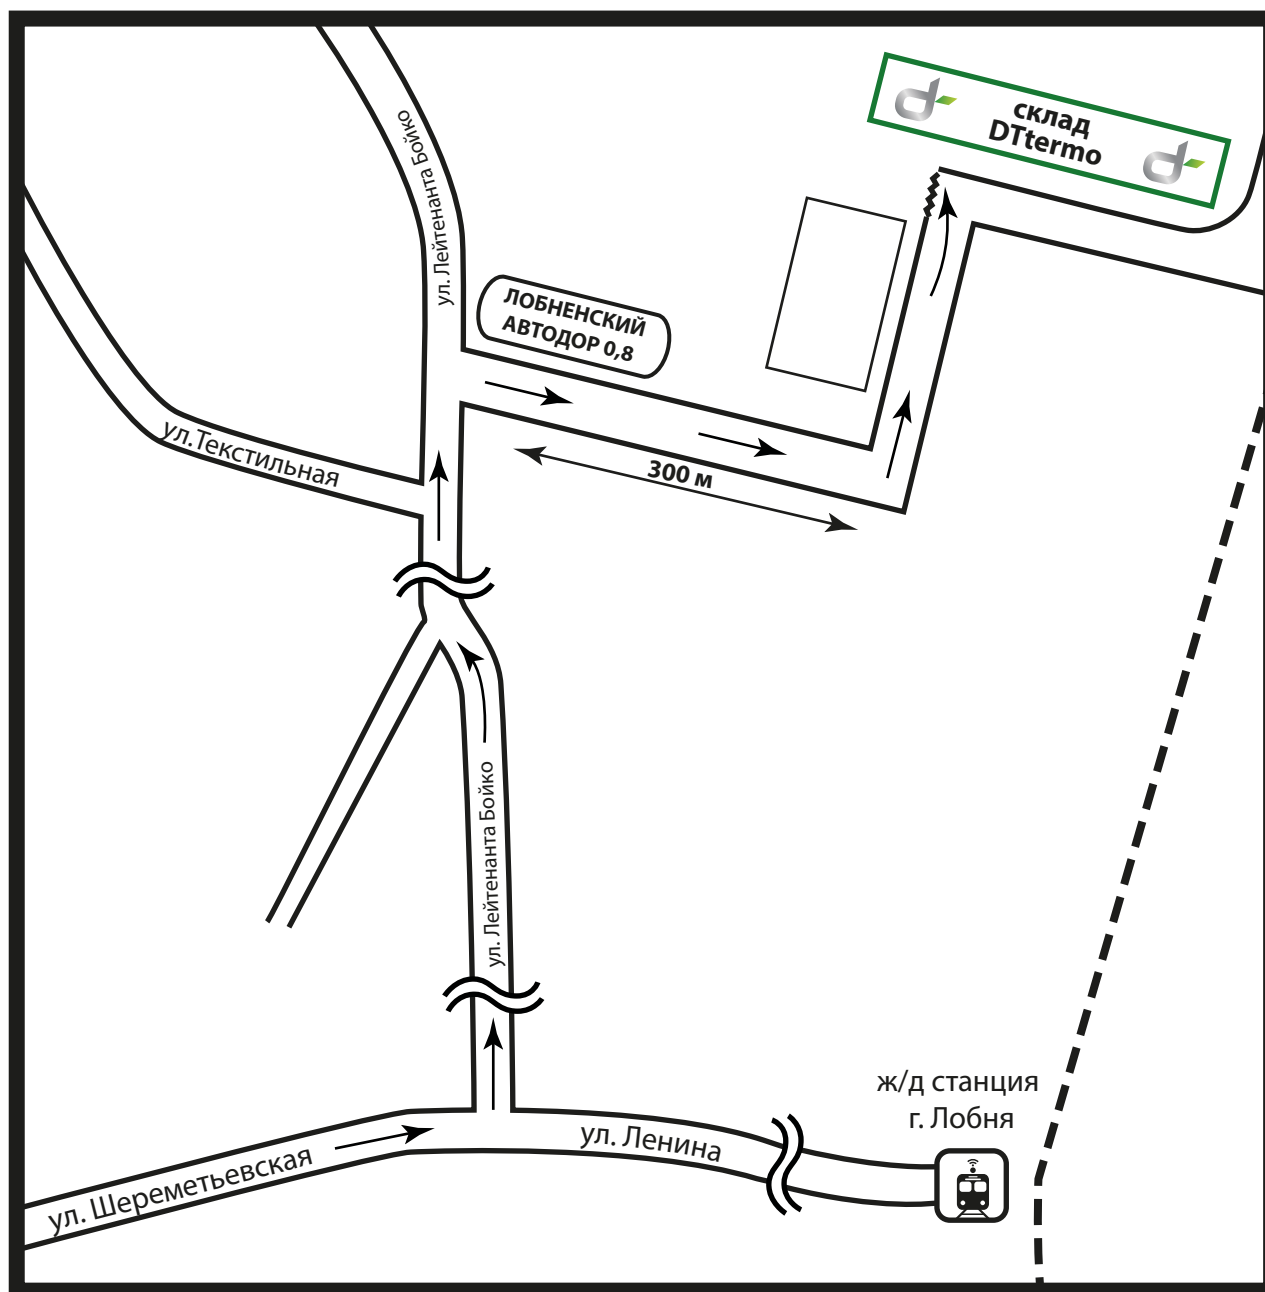 склад
DTtermo
ул. Лейтенанта Бойко
ЛОБНЕНСКИЙ
АВТОДОР 0,8
ул.Текстильная
300 м
ул. Лейтенанта Бойко
ж/д станция
г. Лобня
ул. Ленина
ул. Шереметьевская